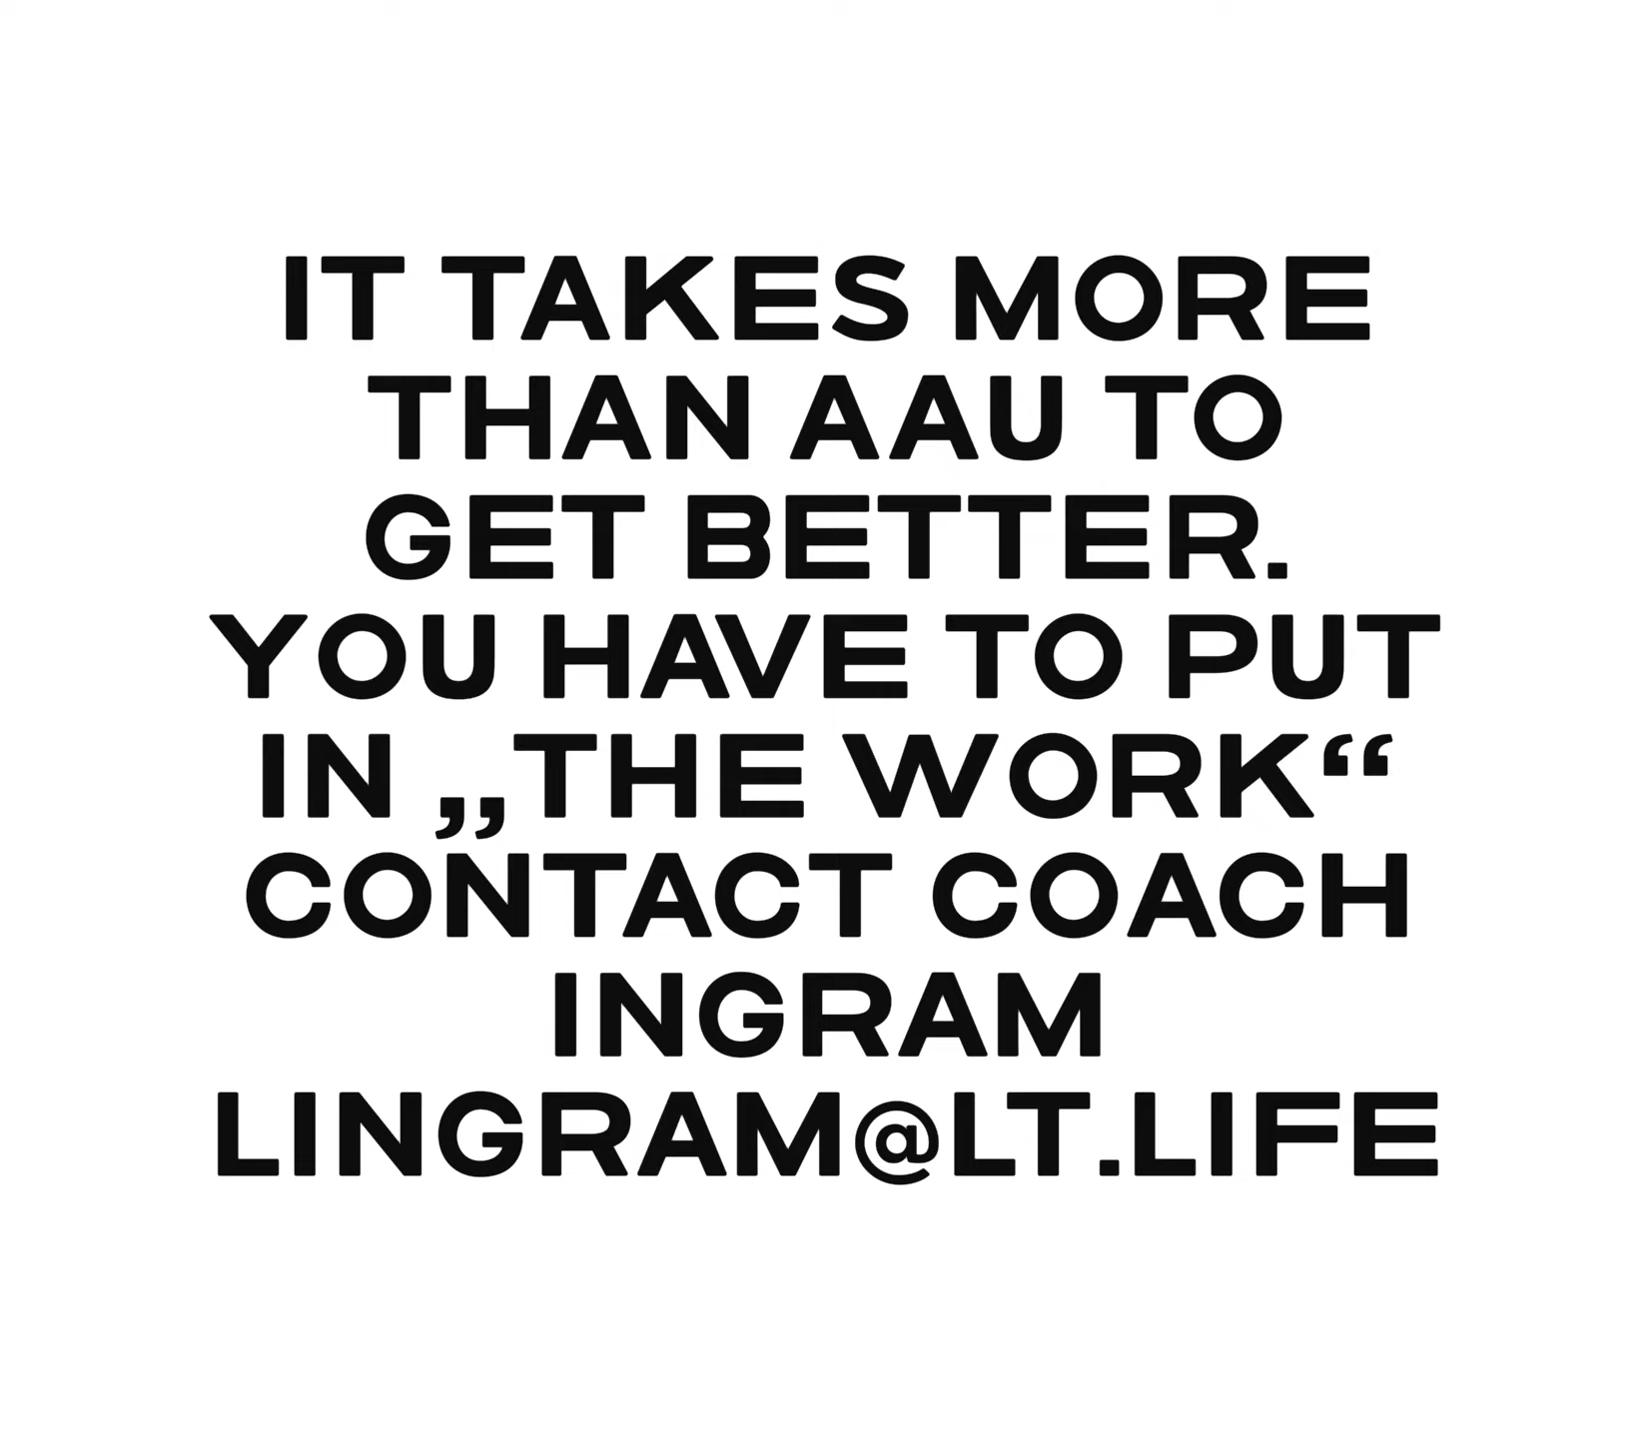 IT TAKES MORE
THAN AAU TO
GET BETTER.
YOU HAVE TO PUT
IN „THE WORK“
CONTACT COACH
INGRAM
LINGRAM@LT.LIFE